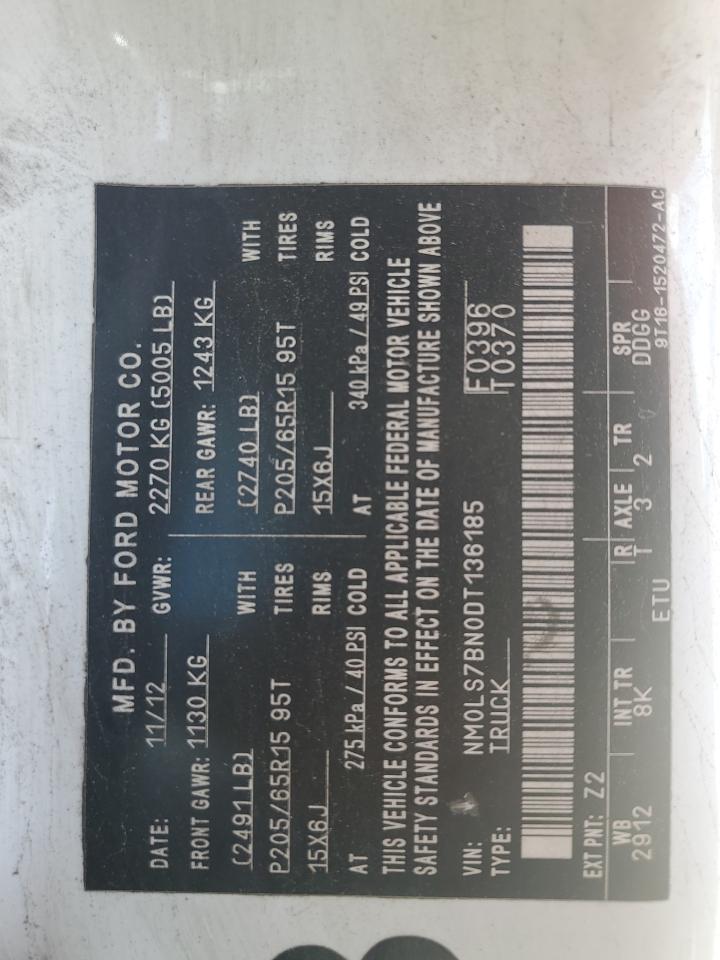 MFD. BY FORD MOTOR CO.
DATE: 11/12 GVWR: 2270 KG (5005 LB)
FRONT GAWR: 1130 KG REAR GAWR: 1243 KG
(2491LB) WITH (2740 LB) WITH
P205/65R15 95T TIRES P205/65R15 95T TIRES
15X6J RIMS 15X6J RIMS
AT 275 kPa / 40 PSI COLD AT 340 kPa / 49 PSI COLD
THIS VEHICLE CONFORMS TO ALL APPLICABLE FEDERAL MOTOR VEHICLE
SAFETY STANDARDS IN EFFECT ON THE DATE OF MANUFACTURE SHOWN ABOVE
VIN: NM0LS7BN0DT136185 F0396
TYPE: TRUCK T0370
EXT PNT: Z2
WB INT TR R AXLE TR SPR
2912 8K T 3 2 DDGG
ETU 9T16-1520472-AC